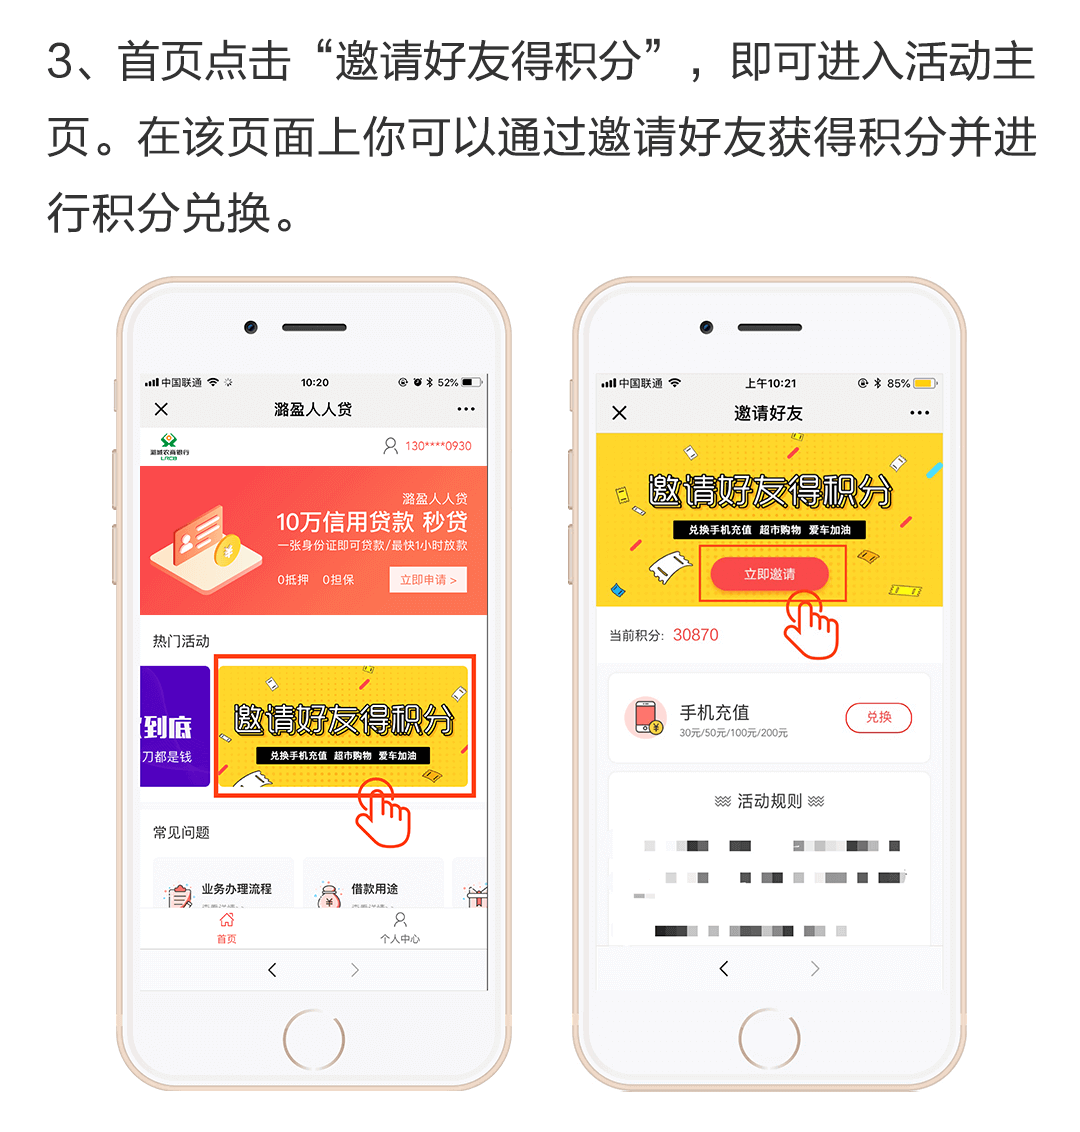 3、首页点击“邀请好友得积分”，即可进入活动主
页。在该页面上你可以通过邀请好友获得积分并进
行积分兑换。
中国联通
10:20
52%
潞盈人人贷
潞城农商银行
LRCB
130****0930
潞盈人人贷
10万信用贷款 秒贷
一张身份证即可贷款/最快1小时放款
0抵押 0担保
立即申请 >
热门活动
到底
刀都是钱
邀请好友得积分
兑换手机充值 超市购物 爱车加油
常见问题
业务办理流程
借款用途
首页
个人中心
中国联通
上午10:21
85%
邀请好友
邀请好友得积分
兑换手机充值 超市购物 爱车加油
立即邀请
当前积分: 30870
手机充值
30元/50元/100元/200元
兑换
活动规则